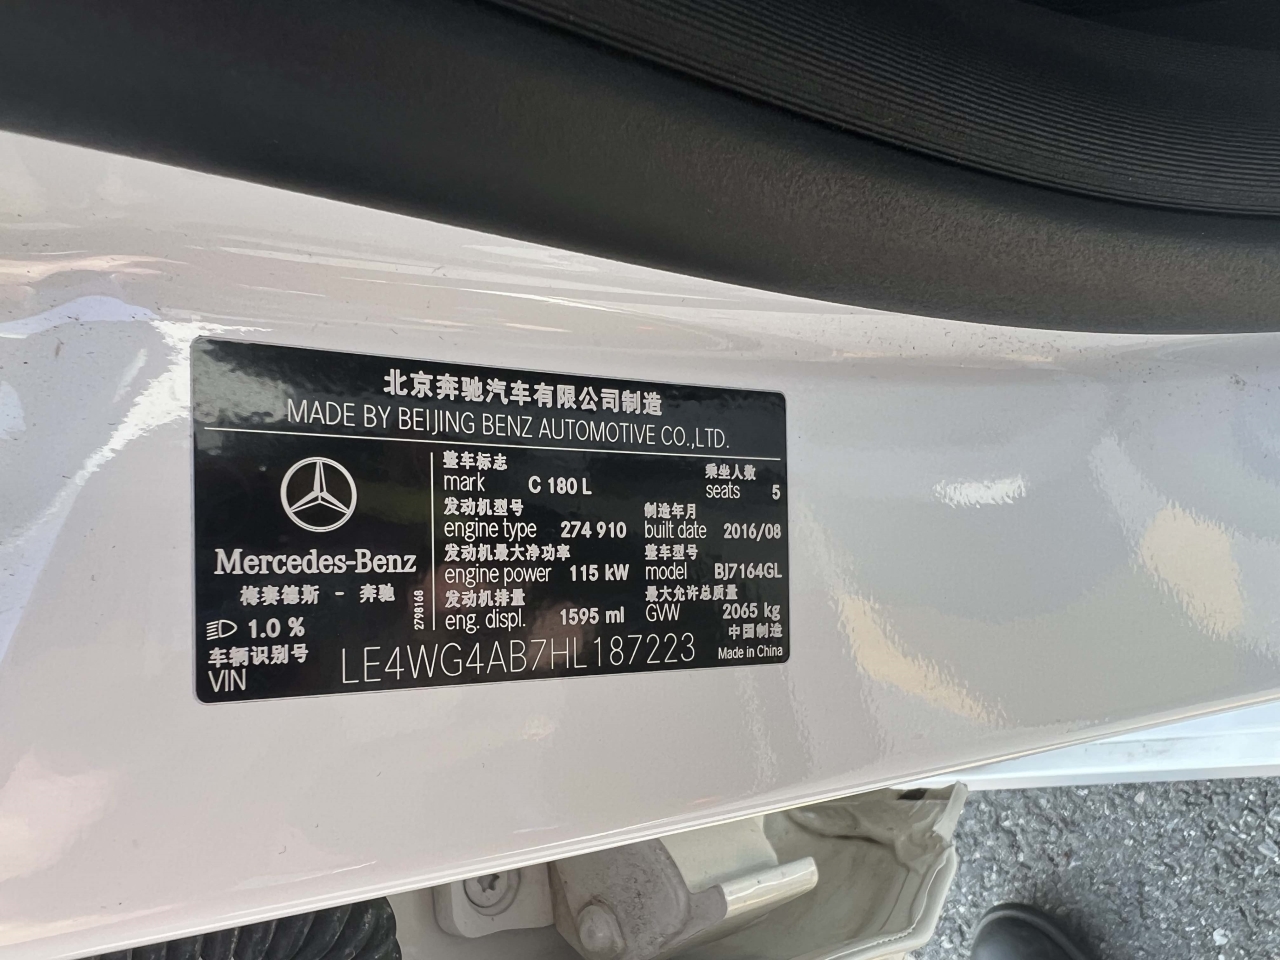 北京奔驰汽车有限公司制造
MADE BY BEIJING BENZ AUTOMOTIVE CO.,LTD.
Mercedes-Benz
梅赛德斯 - 奔驰
1.0 %
2798168
整车标志
mark C 180 L
乘坐人数
seats 5
发动机型号
engine type 274 910
制造年月
built date 2016/08
发动机最大净功率
engine power 115 kW
整车型号
model BJ7164GL
发动机排量
eng. displ. 1595 ml
最大允许总质量
GVW 2065 kg
车辆识别号
VIN LE4WG4AB7HL187223
中国制造
Made in China